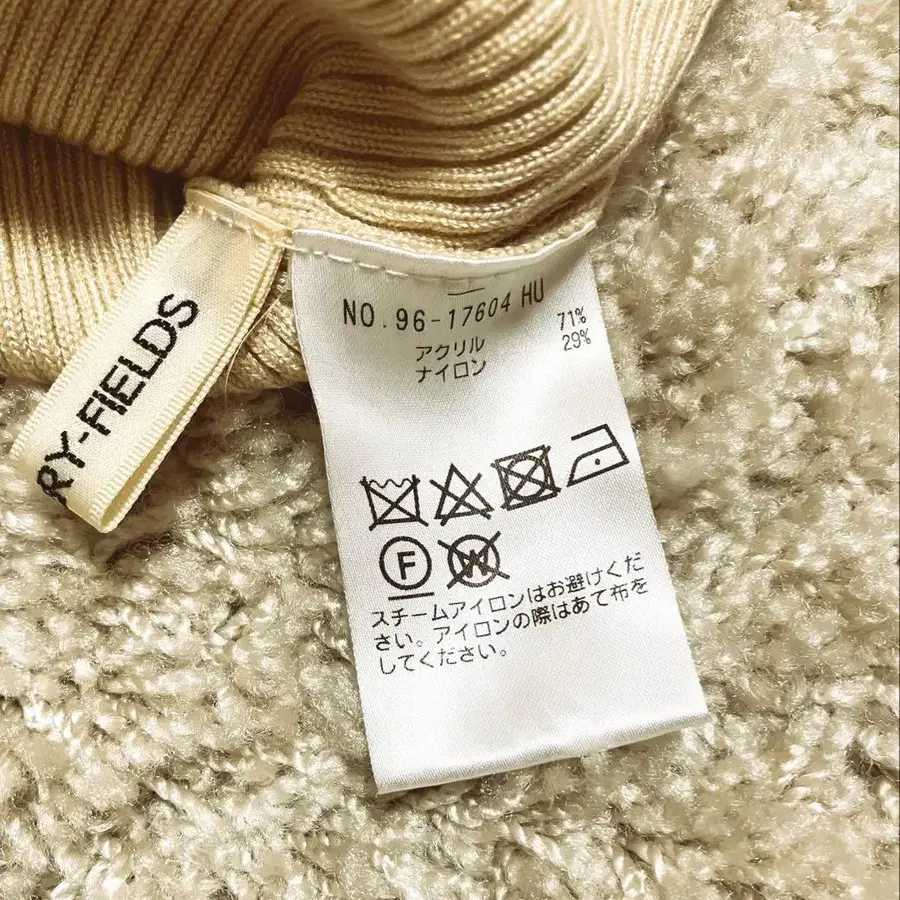 RY-FIELDS
NO.96-17604 HU
アクリル 71%
ナイロン 29%
F W
スチームアイロンはお避けくだ
さい。アイロンの際はあて布を
してください。